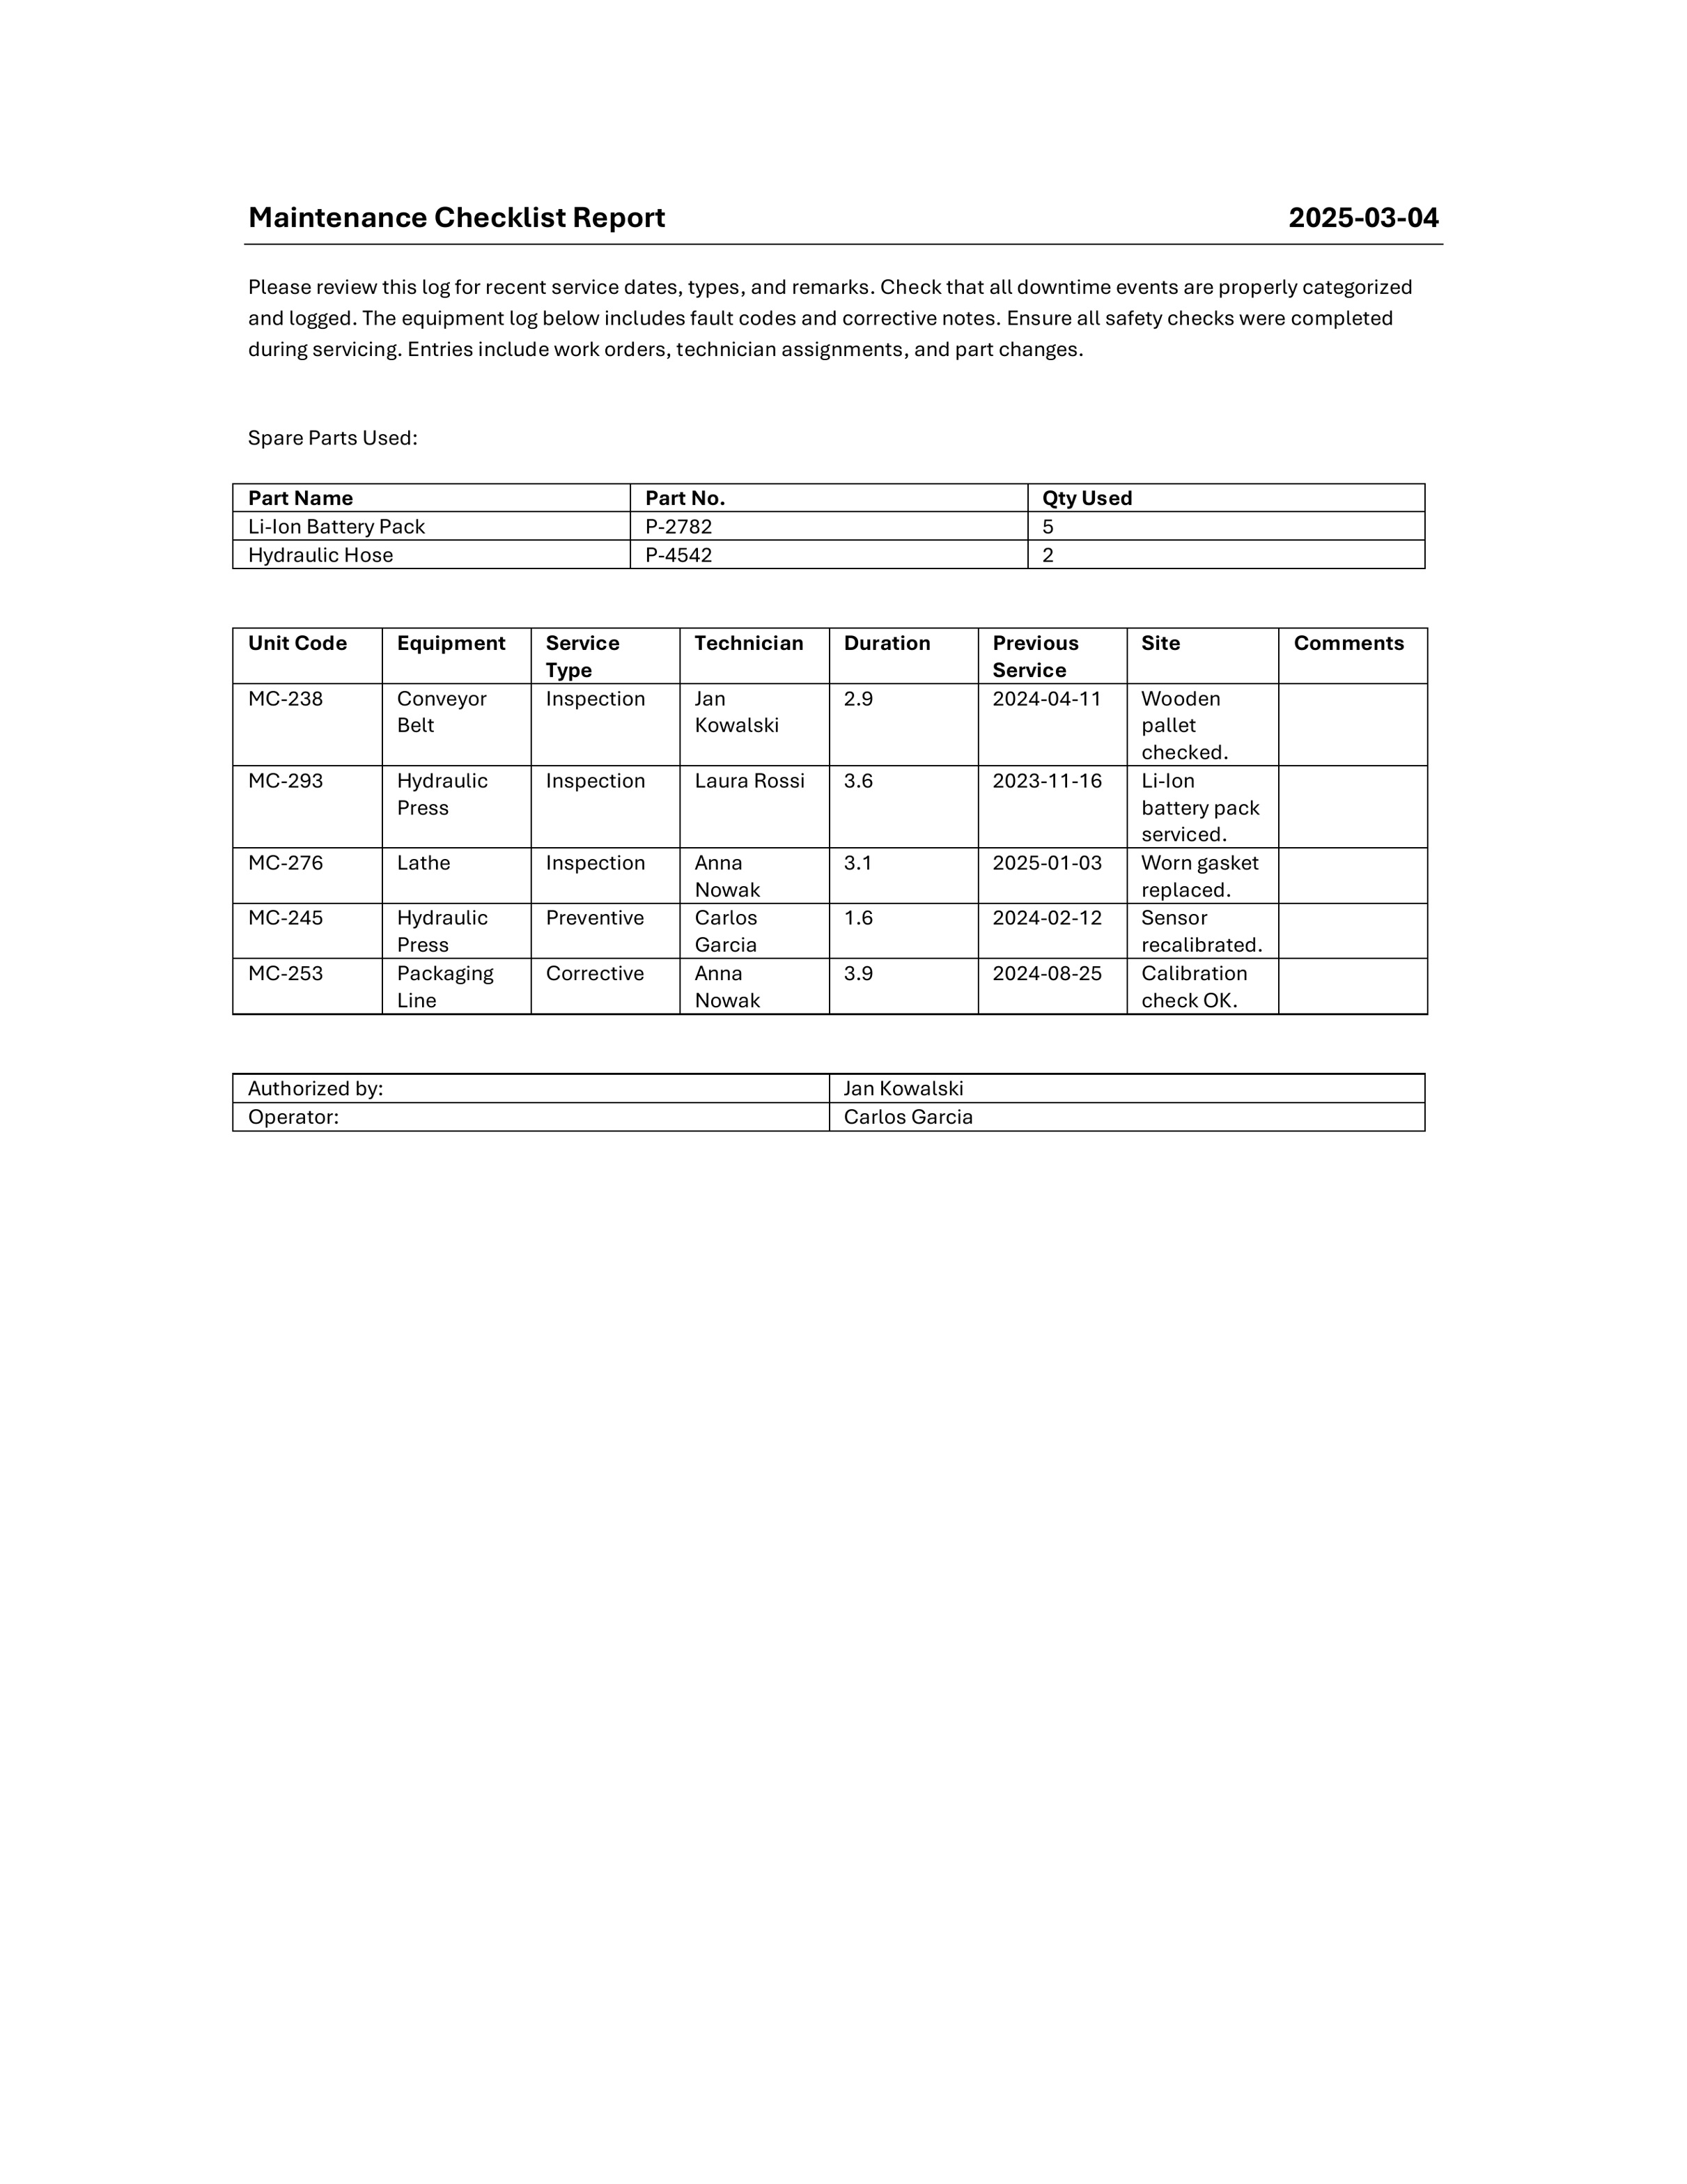 Maintenance Checklist Report 2025-03-04
Please review this log for recent service dates, types, and remarks. Check that all downtime events are properly categorized
and logged. The equipment log below includes fault codes and corrective notes. Ensure all safety checks were completed
during servicing. Entries include work orders, technician assignments, and part changes.
Spare Parts Used:
Part Name Part No. Qty Used
Li-Ion Battery Pack P-2782 5
Hydraulic Hose P-4542 2
Unit Code Equipment Service Technician Duration Previous Site Comments
Type Service
MC-238 Conveyor Inspection Jan 2.9 2024-04-11 Wooden
Belt Kowalski pallet
checked.
MC-293 Hydraulic Inspection Laura Rossi 3.6 2023-11-16 Li-Ion
Press battery pack
serviced.
MC-276 Lathe Inspection Anna 3.1 2025-01-03 Worn gasket
Nowak replaced.
MC-245 Hydraulic Preventive Carlos 1.6 2024-02-12 Sensor
Press Garcia recalibrated.
MC-253 Packaging Corrective Anna 3.9 2024-08-25 Calibration
Line Nowak check OK.
Authorized by: Jan Kowalski
Operator: Carlos Garcia